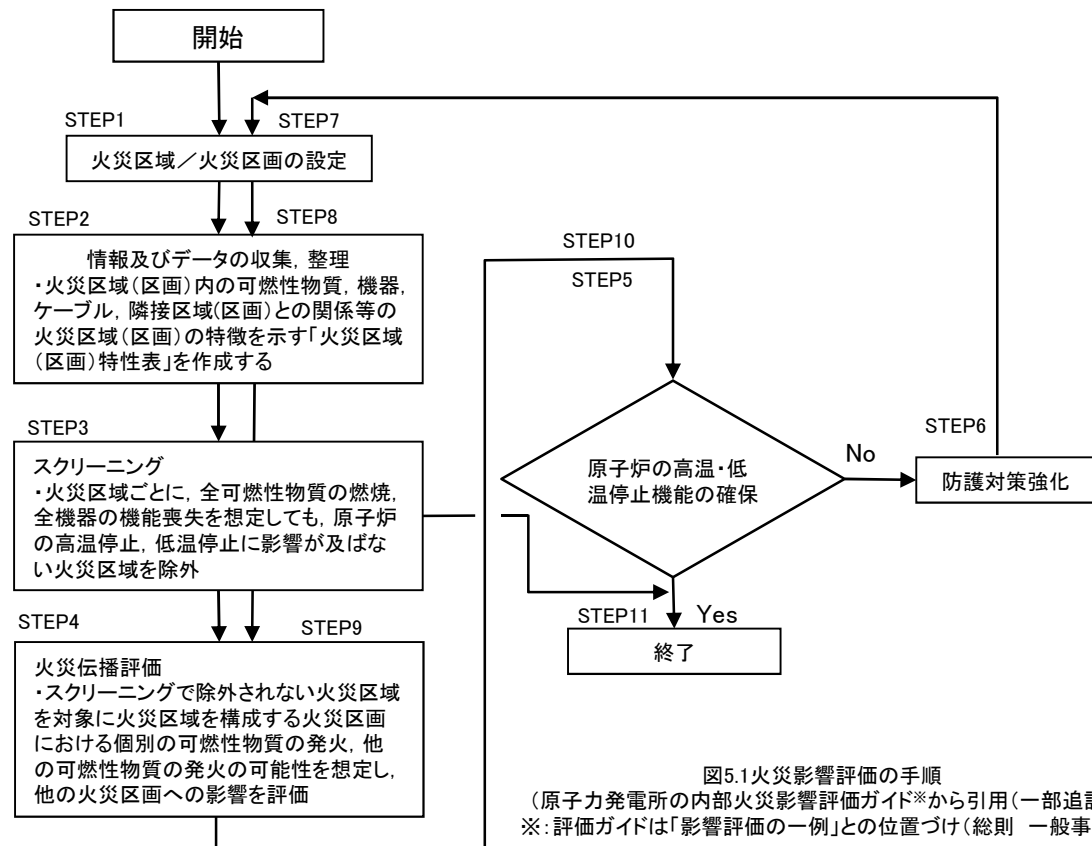 開始
STEP1
STEP7
火災区域／火災区画の設定
STEP2
STEP8
情報及びデータの収集，整理
・火災区域（区画）内の可燃性物質，機器，
ケーブル，隣接区域（区画）との関係等の
火災区域（区画）の特徴を示す「火災区域
（区画）特性表」を作成する
STEP3
スクリーニング
・火災区域ごとに，全可燃性物質の燃焼，
全機器の機能喪失を想定しても，原子炉
の高温停止，低温停止に影響が及ばな
い火災区域を除外
STEP4
STEP9
火災伝播評価
・スクリーニングで除外されない火災区域
を対象に火災区域を構成する火災区画
における個別の可燃性物質の発火，他
の可燃性物質の発火の可能性を想定し，
他の火災区画への影響を評価
STEP10
STEP5
原子炉の高温・低
温停止機能の確保
No
STEP6
防護対策強化
STEP11
Yes
終了
図5.1火災影響評価の手順
（原子力発電所の内部火災影響評価ガイド※から引用（一部追記
※：評価ガイドは「影響評価の一例」との位置づけ（総則　一般事